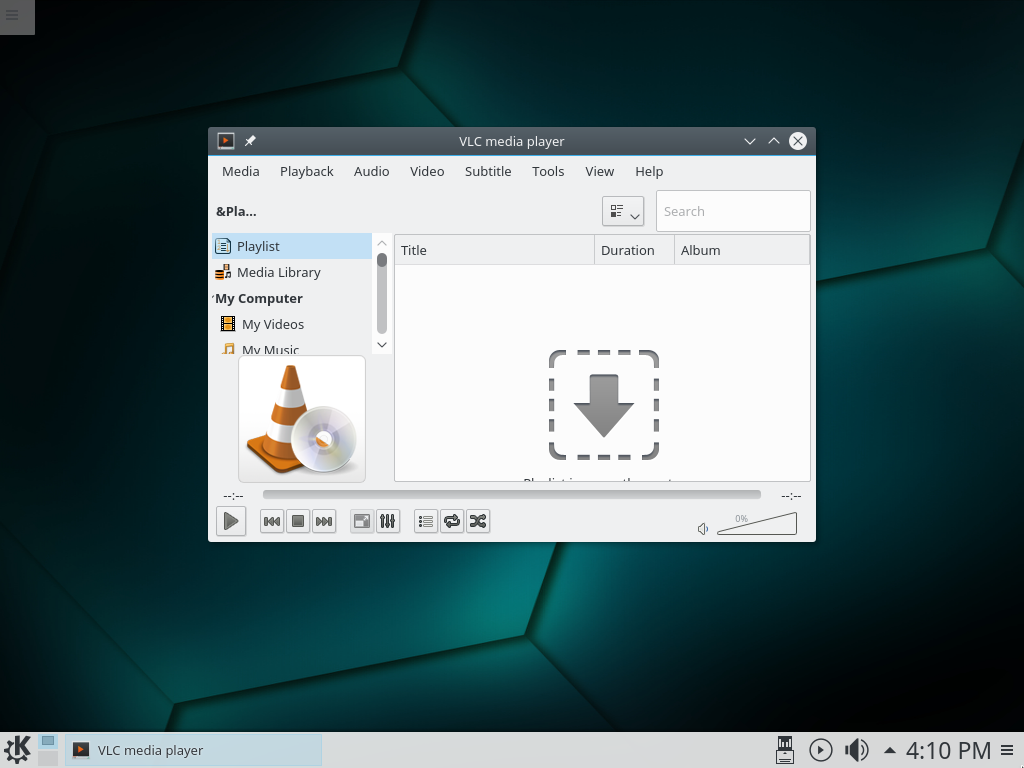 VLC media player
Media Playback Audio Video Subtitle Tools View Help
&Pla... Search
Playlist
Media Library
My Computer
My Videos
My Music
Title Duration Album
--:-- --:--
0%
VLC media player 4:10 PM